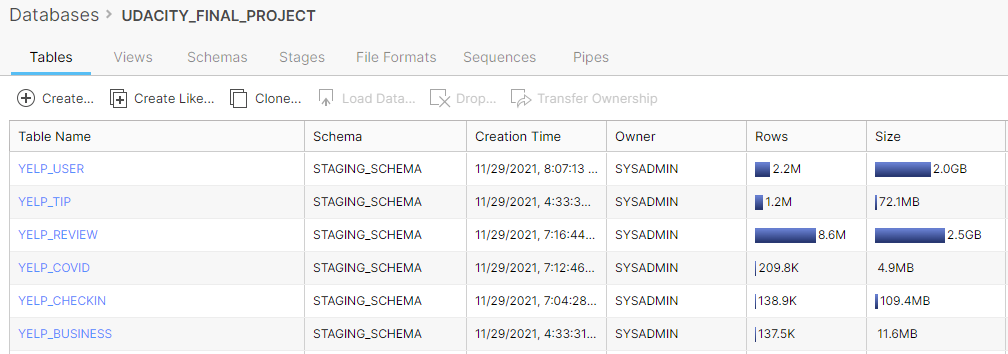 Databases > UDACITY_FINAL_PROJECT
Tables Views Schemas Stages File Formats Sequences Pipes
Create... Create Like... Clone... Load Data... Drop... Transfer Ownership
Table Name Schema Creation Time Owner Rows Size
YELP_USER STAGING_SCHEMA 11/29/2021, 8:07:13 ... SYSADMIN 2.2M 2.0GB
YELP_TIP STAGING_SCHEMA 11/29/2021, 4:33:3... SYSADMIN 1.2M 72.1MB
YELP_REVIEW STAGING_SCHEMA 11/29/2021, 7:16:44... SYSADMIN 8.6M 2.5GB
YELP_COVID STAGING_SCHEMA 11/29/2021, 7:12:46... SYSADMIN 209.8K 4.9MB
YELP_CHECKIN STAGING_SCHEMA 11/29/2021, 7:04:28... SYSADMIN 138.9K 109.4MB
YELP_BUSINESS STAGING_SCHEMA 11/29/2021, 4:33:31... SYSADMIN 137.5K 11.6MB